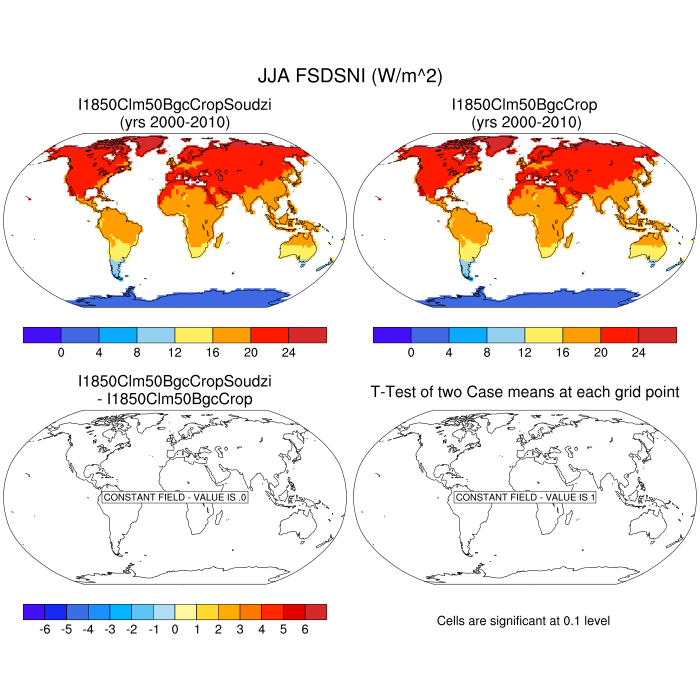 JJA FSDSNI (W/m^2)
I1850Clm50BgcCropSoudzi
(yrs 2000-2010)
I1850Clm50BgcCrop
(yrs 2000-2010)
0 4 8 12 16 20 24
0 4 8 12 16 20 24
I1850Clm50BgcCropSoudzi
- I1850Clm50BgcCrop
T-Test of two Case means at each grid point
CONSTANT FIELD - VALUE IS .0
CONSTANT FIELD - VALUE IS 1
-6 -5 -4 -3 -2 -1 0 1 2 3 4 5 6
Cells are significant at 0.1 level